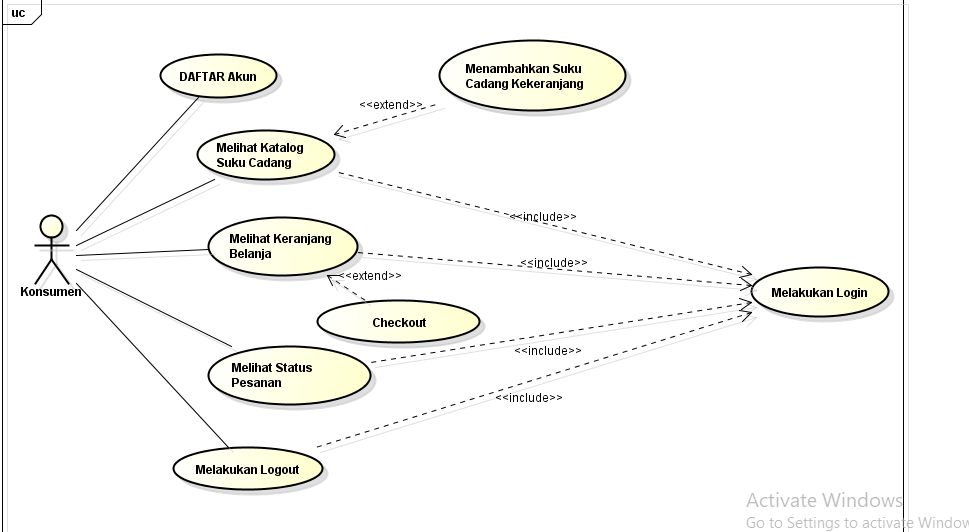 uc
DAFTAR Akun
Menambahkan Suku
Cadang Kekeranjang
<<extend>>
Melihat Katalog
Suku Cadang
<<include>>
Melihat Keranjang
Belanja
<<include>>
<<extend>>
Konsumen
Melakukan Login
Checkout
<<include>>
Melihat Status
Pesanan
<<include>>
Melakukan Logout
Activate Windows
Go to Settings to activate Window